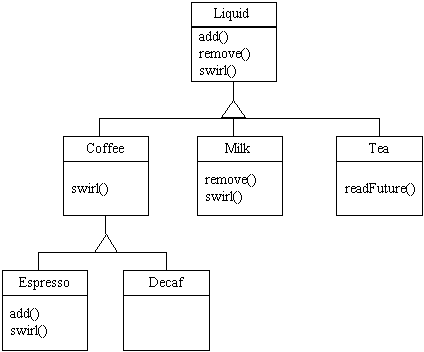 Liquid
add()
remove()
swirl()
Coffee
swirl()
Milk
remove()
swirl()
Tea
readFuture()
Espresso
add()
swirl()
Decaf